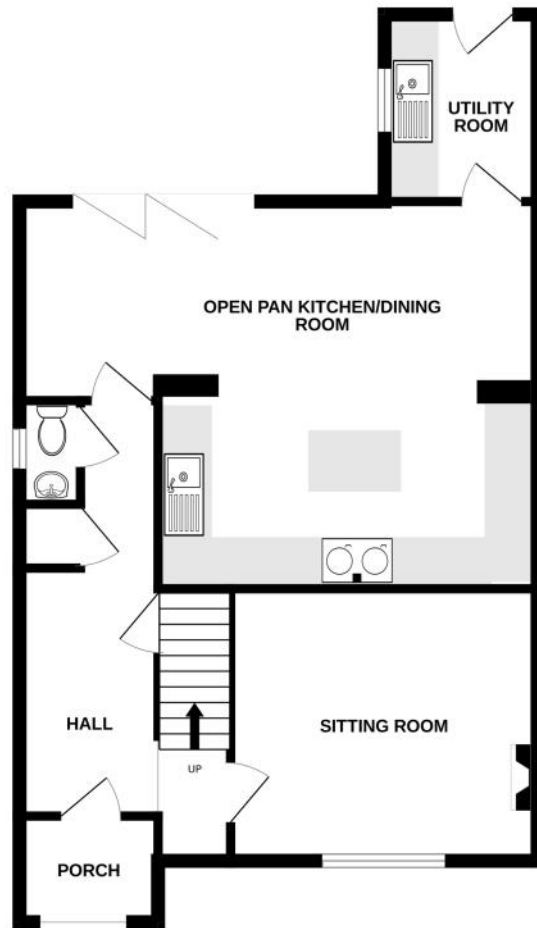 UTILITY
ROOM
OPEN PAN KITCHEN/DINING
ROOM
HALL
SITTING ROOM
UP
PORCH